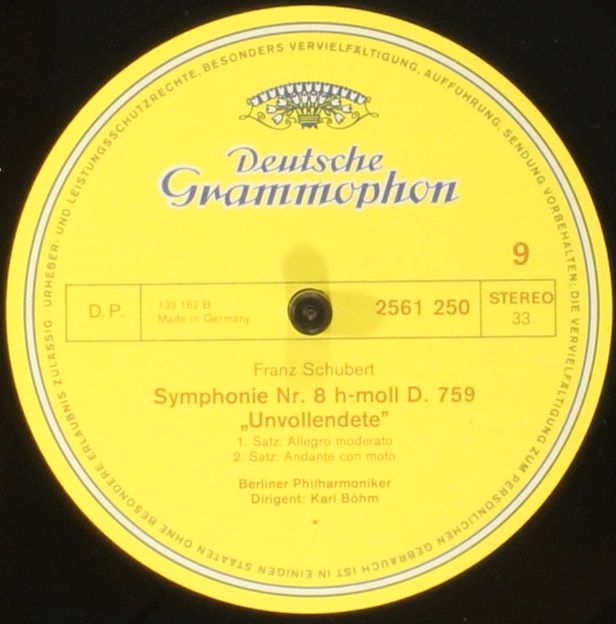 URHEBER- UND LEISTUNGSSCHUTZRECHTE, BESONDERS VERVIELFÄLTIGUNG, AUFFÜHRUNG, SENDUNG VORBEHALTEN; DIE VERVIELFÄLTIGUNG ZUM PERSÖNLICHEN GEBRAUCH IST IN EINIGEN STAATEN OHNE BESONDERE ERLAUBNIS ZULÄSSIG ·
Deutsche
Grammophon
9
D. P.
139 162 B
Made in Germany
2561 250
STEREO
33
Franz Schubert
Symphonie Nr. 8 h-moll D. 759
„Unvollendete”
1. Satz: Allegro moderato
2. Satz: Andante con moto
Berliner Philharmoniker
Dirigent: Karl Böhm
*